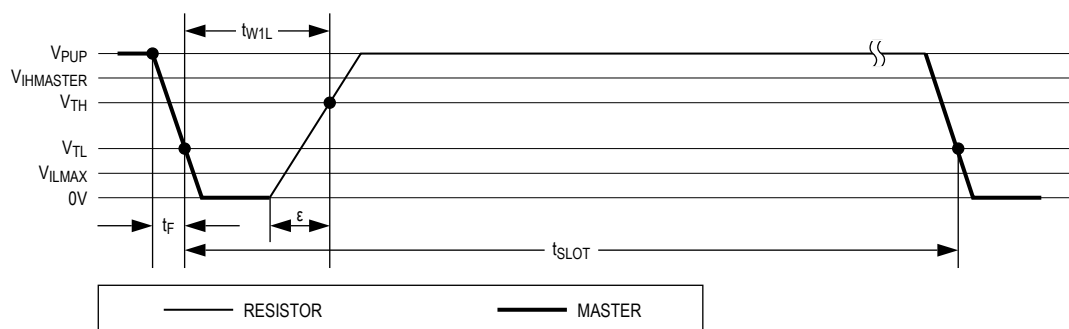 tW1L
VPUP
VIHMASTER
VTH
VTL
VILMAX
0V
tF
ε
tSLOT
RESISTOR
MASTER